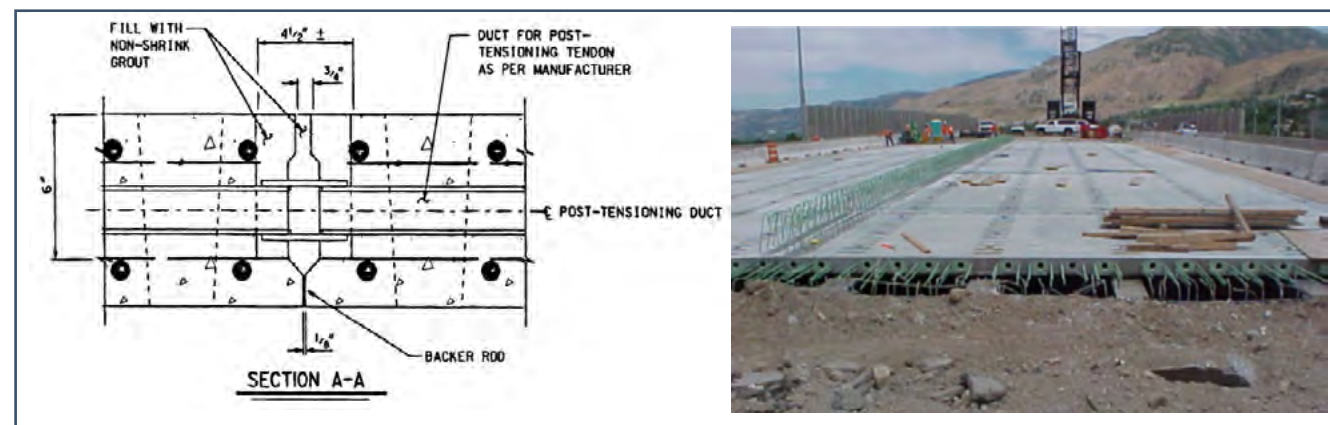 FILL WITH
NON-SHRINK
GROUT
4 1/2" ±
3/4"
DUCT FOR POST-
TENSIONING TENDON
AS PER MANUFACTURER
6"
℄ POST-TENSIONING DUCT
1/8"
BACKER ROD
SECTION A-A